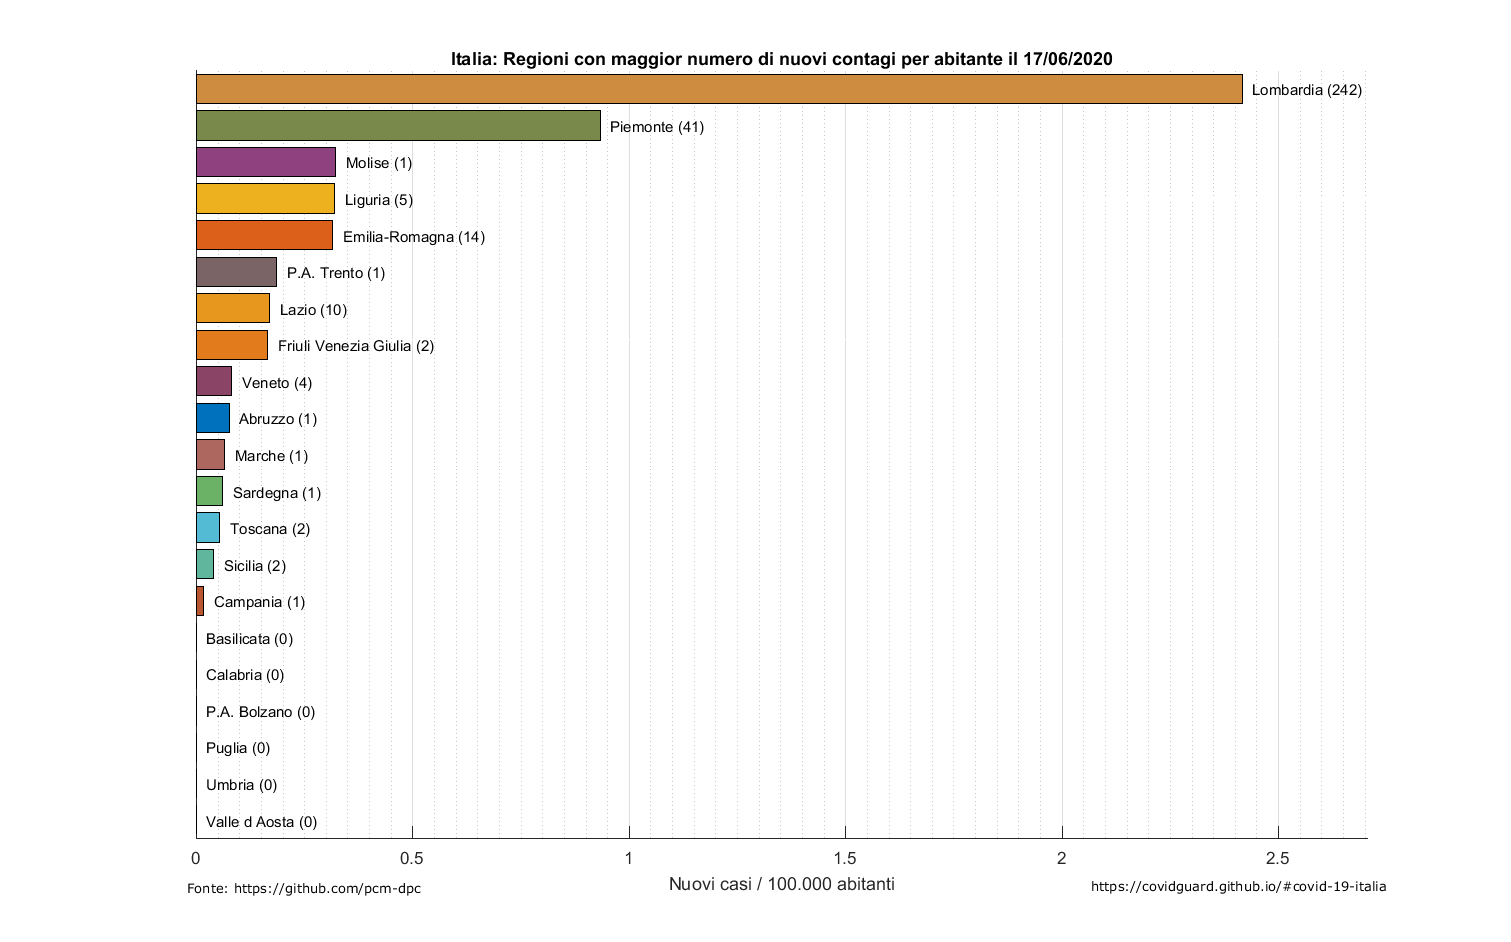 Italia: Regioni con maggior numero di nuovi contagi per abitante il 17/06/2020
Lombardia (242)
Piemonte (41)
Molise (1)
Liguria (5)
Emilia-Romagna (14)
P.A. Trento (1)
Lazio (10)
Friuli Venezia Giulia (2)
Veneto (4)
Abruzzo (1)
Marche (1)
Sardegna (1)
Toscana (2)
Sicilia (2)
Campania (1)
Basilicata (0)
Calabria (0)
P.A. Bolzano (0)
Puglia (0)
Umbria (0)
Valle d Aosta (0)
0 0.5 1 1.5 2 2.5
Nuovi casi / 100.000 abitanti
Fonte: https://github.com/pcm-dpc
https://covidguard.github.io/#covid-19-italia